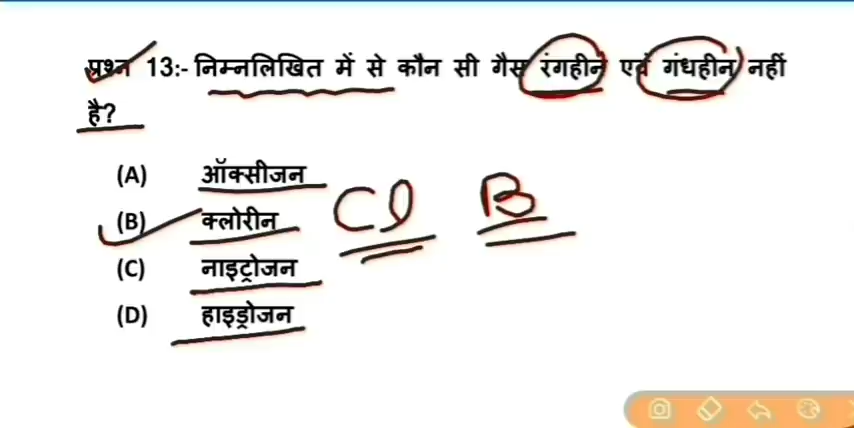 प्रश्न 13:- निम्नलिखित में से कौन सी गैस रंगहीन एवं गंधहीन नहीं
है?
(A) ऑक्सीजन
(B) क्लोरीन Cl B
(C) नाइट्रोजन
(D) हाइड्रोजन